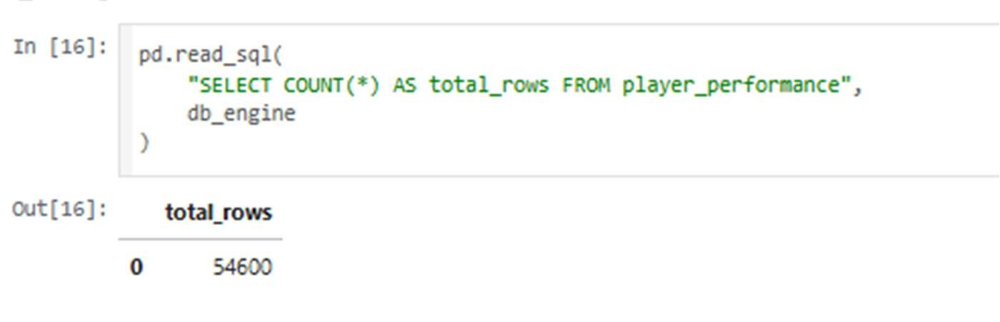 In [16]:
pd.read_sql(
"SELECT COUNT(*) AS total_rows FROM player_performance",
db_engine
)
Out[16]:
total_rows
0 54600